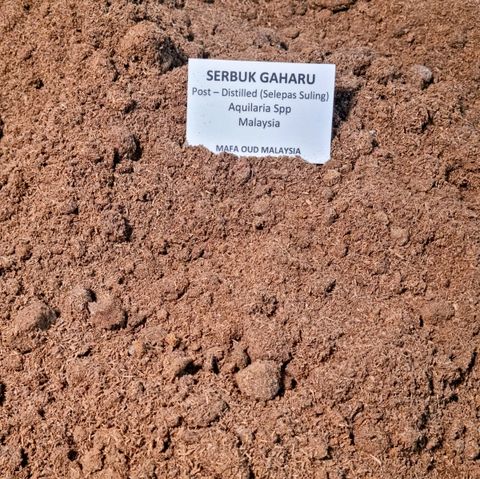 SERBUK GAHARU
Post – Distilled (Selepas Suling)
Aquilaria Spp
Malaysia
MAFA OUD MALAYSIA